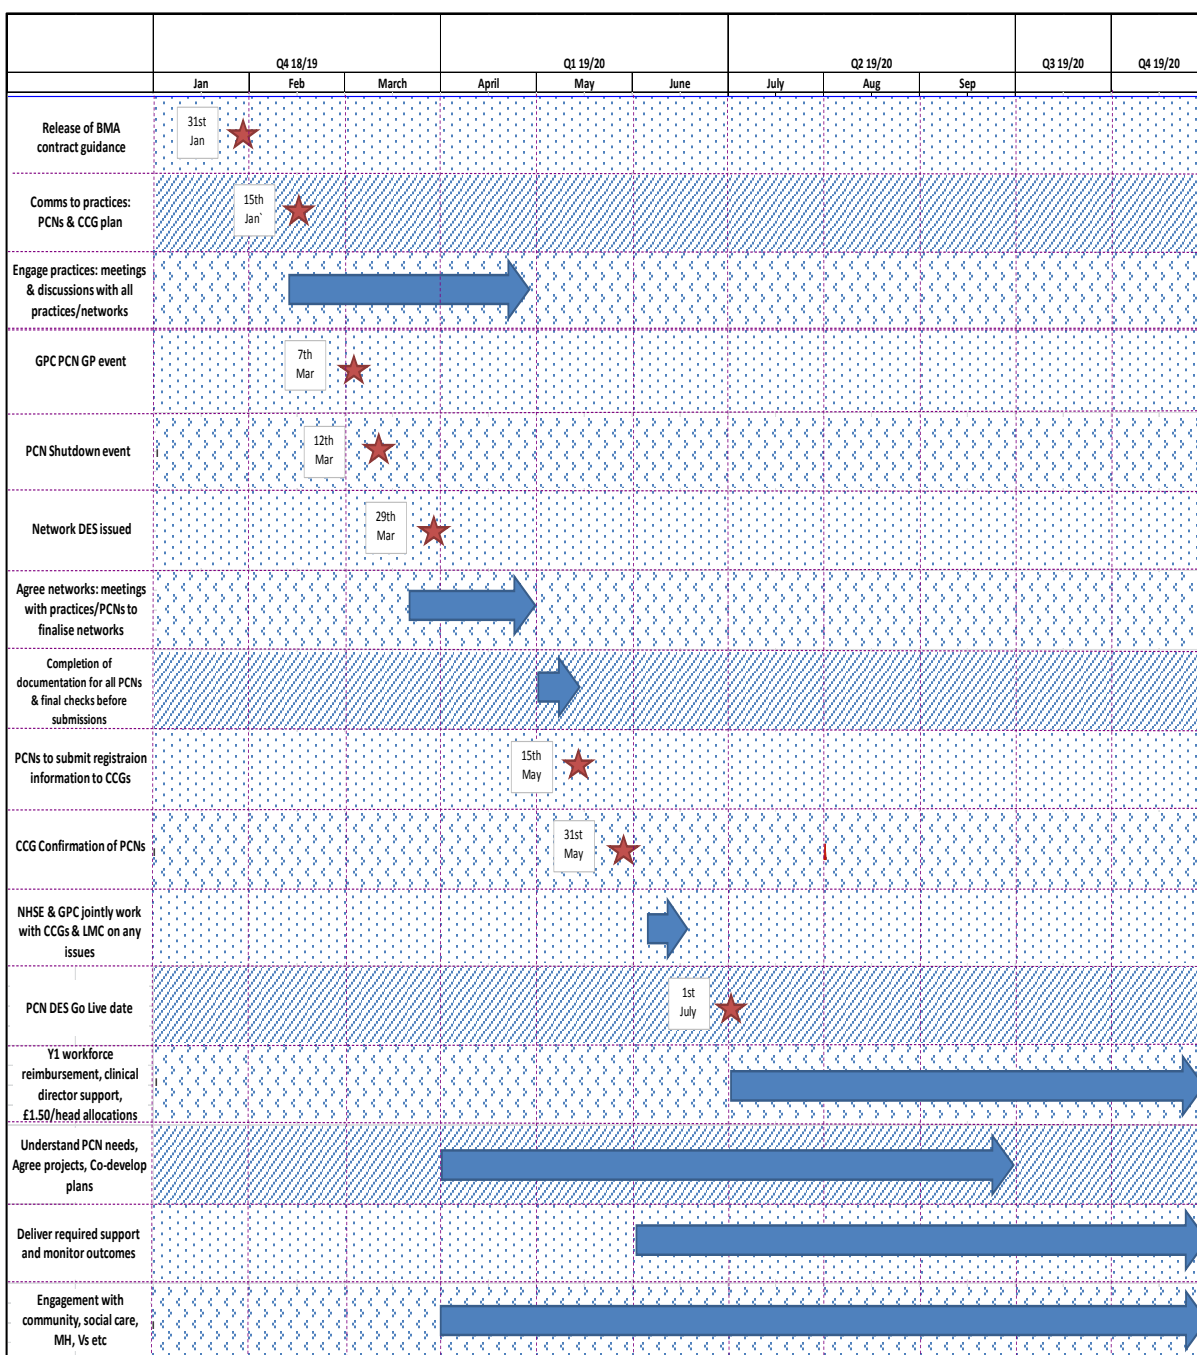 Q4 18/19
Q1 19/20
Q2 19/20
Q3 19/20
Q4 19/20
Jan
Feb
March
April
May
June
July
Aug
Sep
Release of BMA
contract guidance
31st
Jan
Comms to practices:
PCNs & CCG plan
15th
Jan`
Engage practices: meetings
& discussions with all
practices/networks
GPC PCN GP event
7th
Mar
PCN Shutdown event
12th
Mar
Network DES issued
29th
Mar
Agree networks: meetings
with practices/PCNs to
finalise networks
Completion of
documentation for all PCNs
& final checks before
submissions
PCNs to submit registraion
information to CCGs
15th
May
CCG Confirmation of PCNs
31st
May
NHSE & GPC jointly work
with CCGs & LMC on any
issues
PCN DES Go Live date
1st
July
Y1 workforce
reimbursement, clinical
director support,
£1.50/head allocations
Understand PCN needs,
Agree projects, Co-develop
plans
Deliver required support
and monitor outcomes
Engagement with
community, social care,
MH, Vs etc